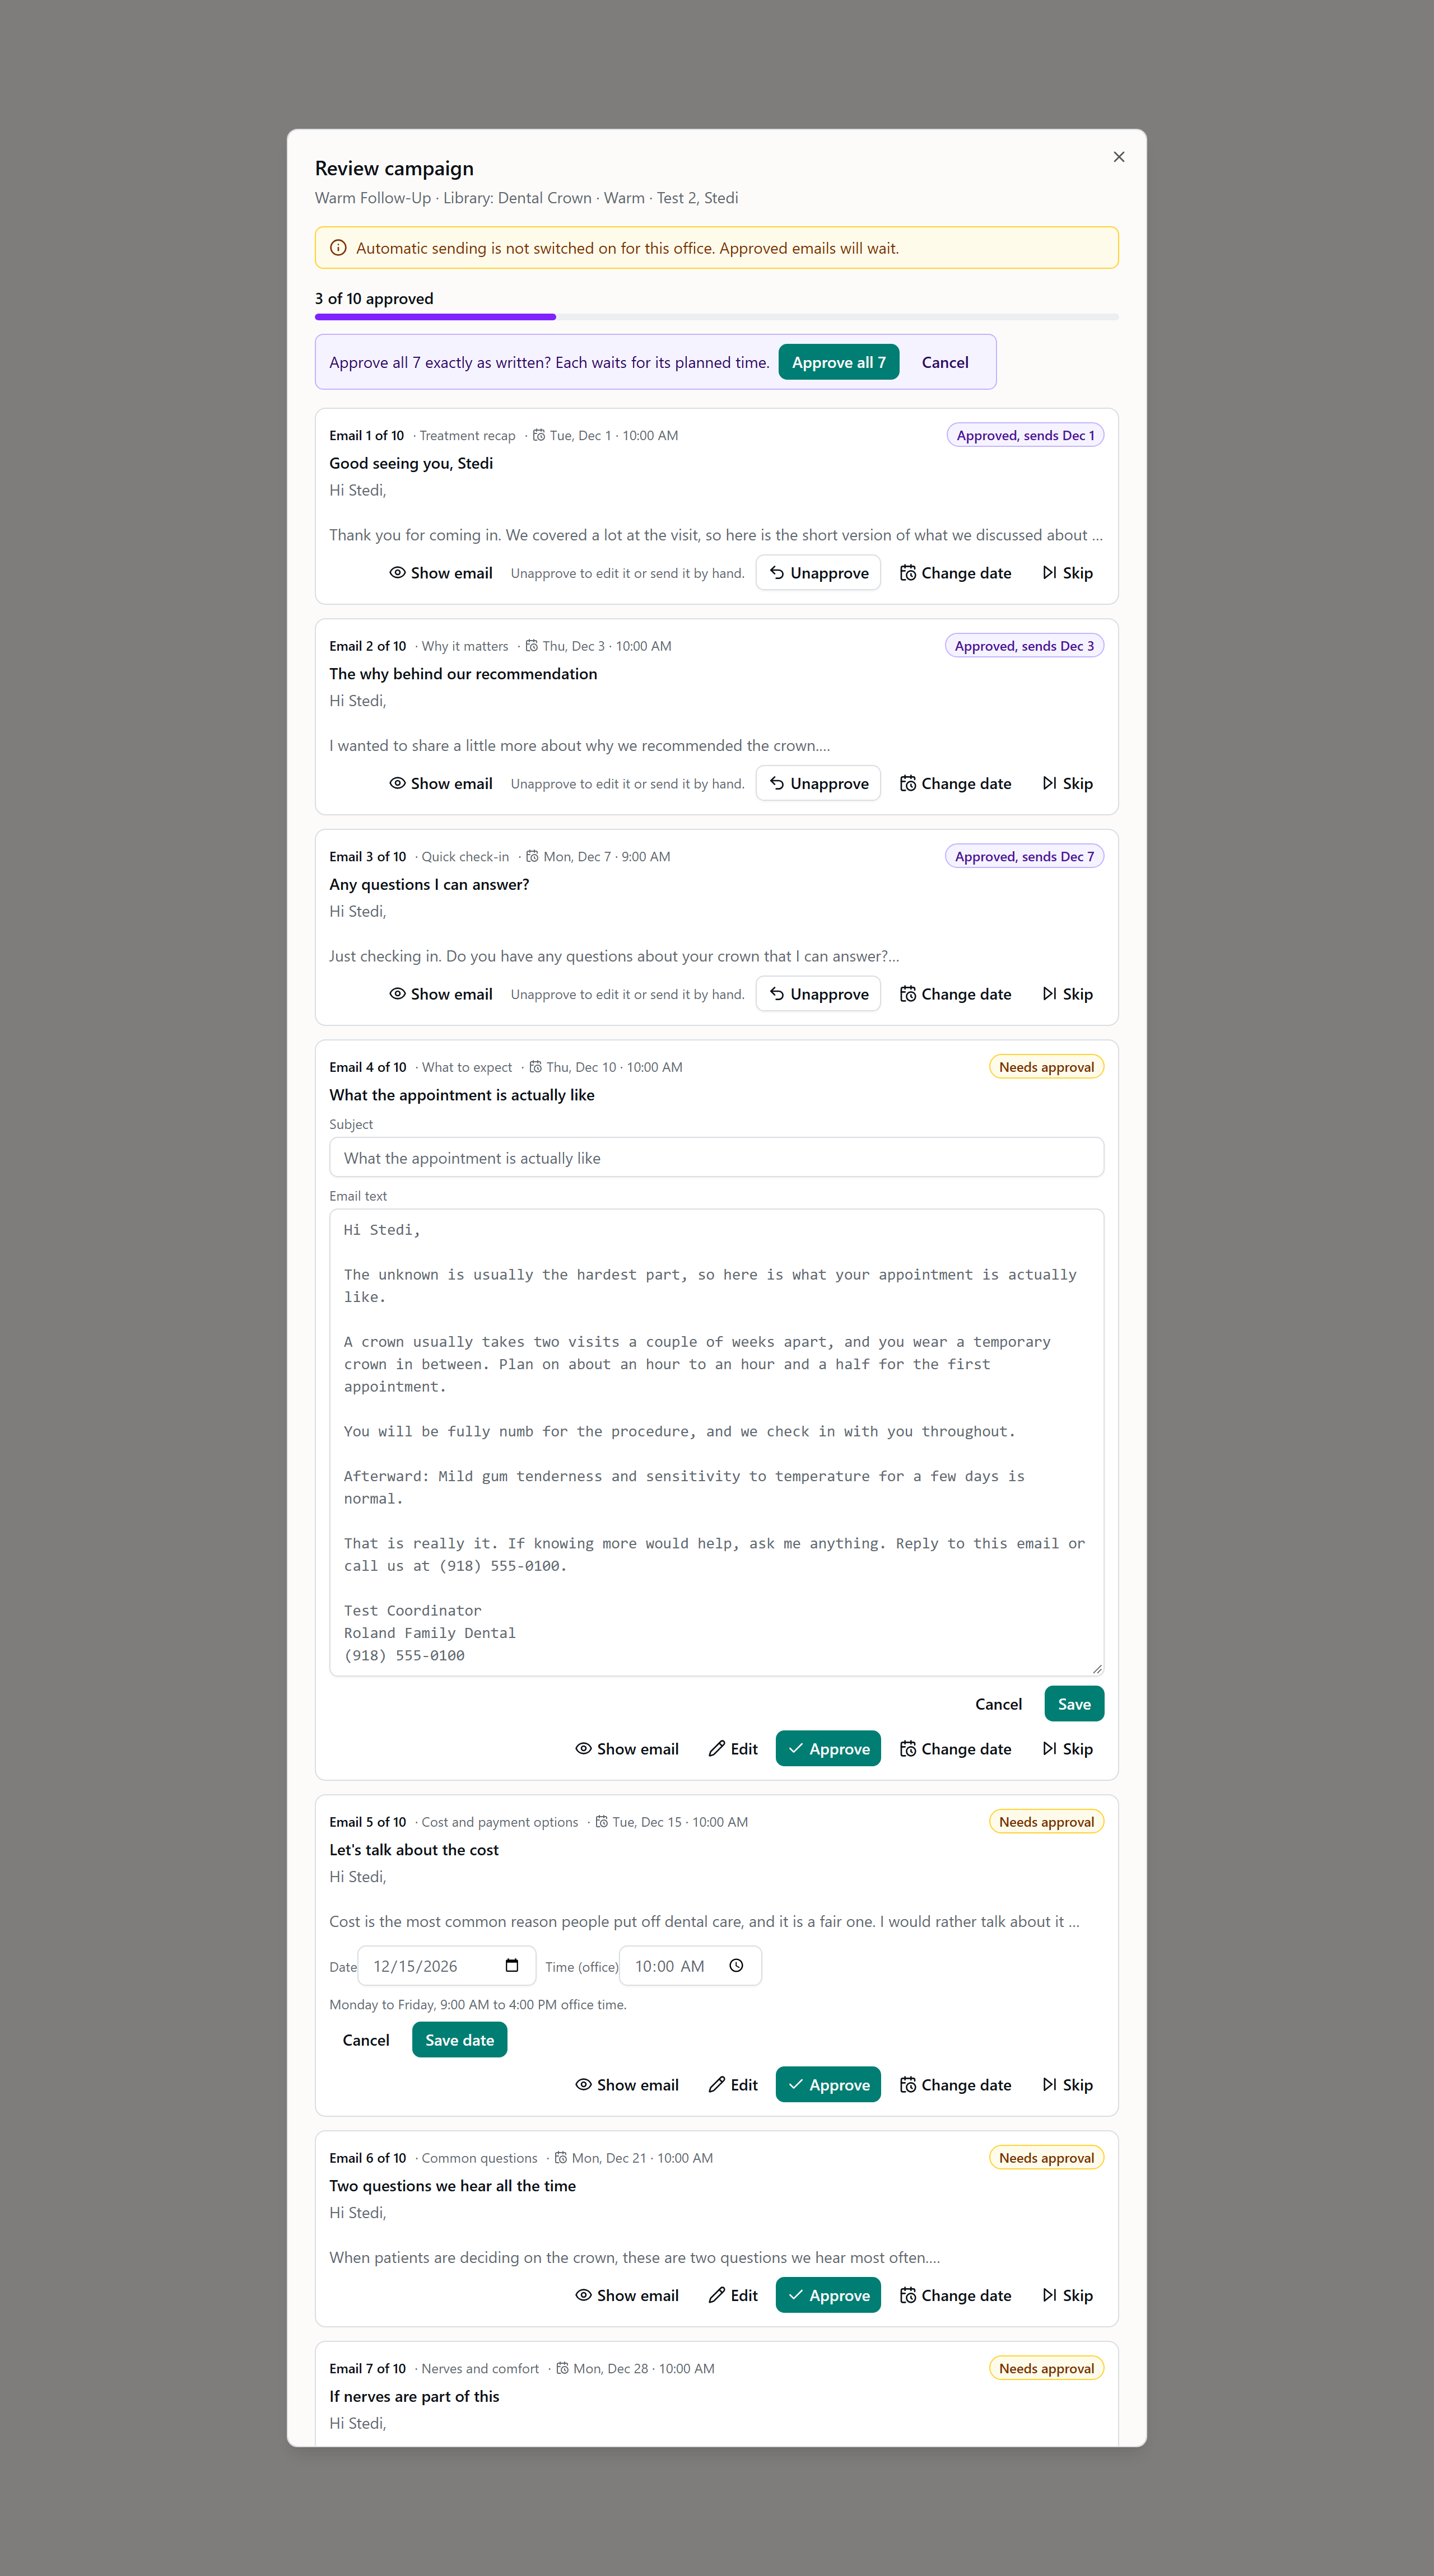 Review campaign
Warm Follow-Up · Library: Dental Crown · Warm · Test 2, Stedi
Automatic sending is not switched on for this office. Approved emails will wait.
3 of 10 approved
Approve all 7 exactly as written? Each waits for its planned time. Approve all 7 Cancel
Email 1 of 10 · Treatment recap · Tue, Dec 1 · 10:00 AM Approved, sends Dec 1
Good seeing you, Stedi
Hi Stedi,
Thank you for coming in. We covered a lot at the visit, so here is the short version of what we discussed about ...
Show email Unapprove to edit it or send it by hand. Unapprove Change date Skip
Email 2 of 10 · Why it matters · Thu, Dec 3 · 10:00 AM Approved, sends Dec 3
The why behind our recommendation
Hi Stedi,
I wanted to share a little more about why we recommended the crown....
Show email Unapprove to edit it or send it by hand. Unapprove Change date Skip
Email 3 of 10 · Quick check-in · Mon, Dec 7 · 9:00 AM Approved, sends Dec 7
Any questions I can answer?
Hi Stedi,
Just checking in. Do you have any questions about your crown that I can answer?...
Show email Unapprove to edit it or send it by hand. Unapprove Change date Skip
Email 4 of 10 · What to expect · Thu, Dec 10 · 10:00 AM Needs approval
What the appointment is actually like
Subject
What the appointment is actually like
Email text
Hi Stedi,
The unknown is usually the hardest part, so here is what your appointment is actually
like.
A crown usually takes two visits a couple of weeks apart, and you wear a temporary
crown in between. Plan on about an hour to an hour and a half for the first
appointment.
You will be fully numb for the procedure, and we check in with you throughout.
Afterward: Mild gum tenderness and sensitivity to temperature for a few days is
normal.
That is really it. If knowing more would help, ask me anything. Reply to this email or
call us at (918) 555-0100.
Test Coordinator
Roland Family Dental
(918) 555-0100
Cancel Save
Show email Edit Approve Change date Skip
Email 5 of 10 · Cost and payment options · Tue, Dec 15 · 10:00 AM Needs approval
Let's talk about the cost
Hi Stedi,
Cost is the most common reason people put off dental care, and it is a fair one. I would rather talk about it ...
Date 12/15/2026 Time (office) 10:00 AM
Monday to Friday, 9:00 AM to 4:00 PM office time.
Cancel Save date
Show email Edit Approve Change date Skip
Email 6 of 10 · Common questions · Mon, Dec 21 · 10:00 AM Needs approval
Two questions we hear all the time
Hi Stedi,
When patients are deciding on the crown, these are two questions we hear most often....
Show email Edit Approve Change date Skip
Email 7 of 10 · Nerves and comfort · Mon, Dec 28 · 10:00 AM Needs approval
If nerves are part of this
Hi Stedi,